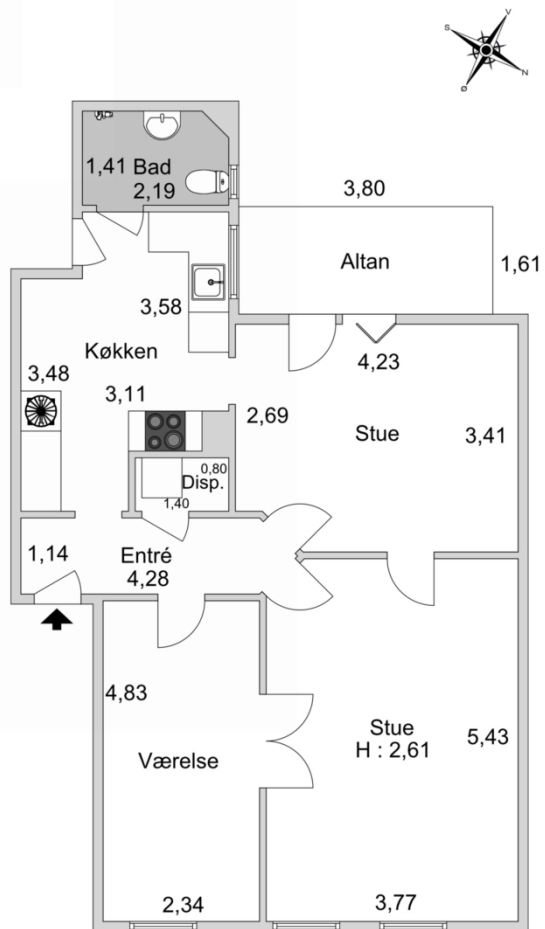 V
S
N
Ø
1,41 Bad
2,19
3,80
Altan
1,61
3,58
Køkken
3,48
3,11
4,23
2,69
Stue
3,41
0,80
Disp.
1,40
1,14
Entré
4,28
4,83
Værelse
Stue
H : 2,61
5,43
2,34
3,77